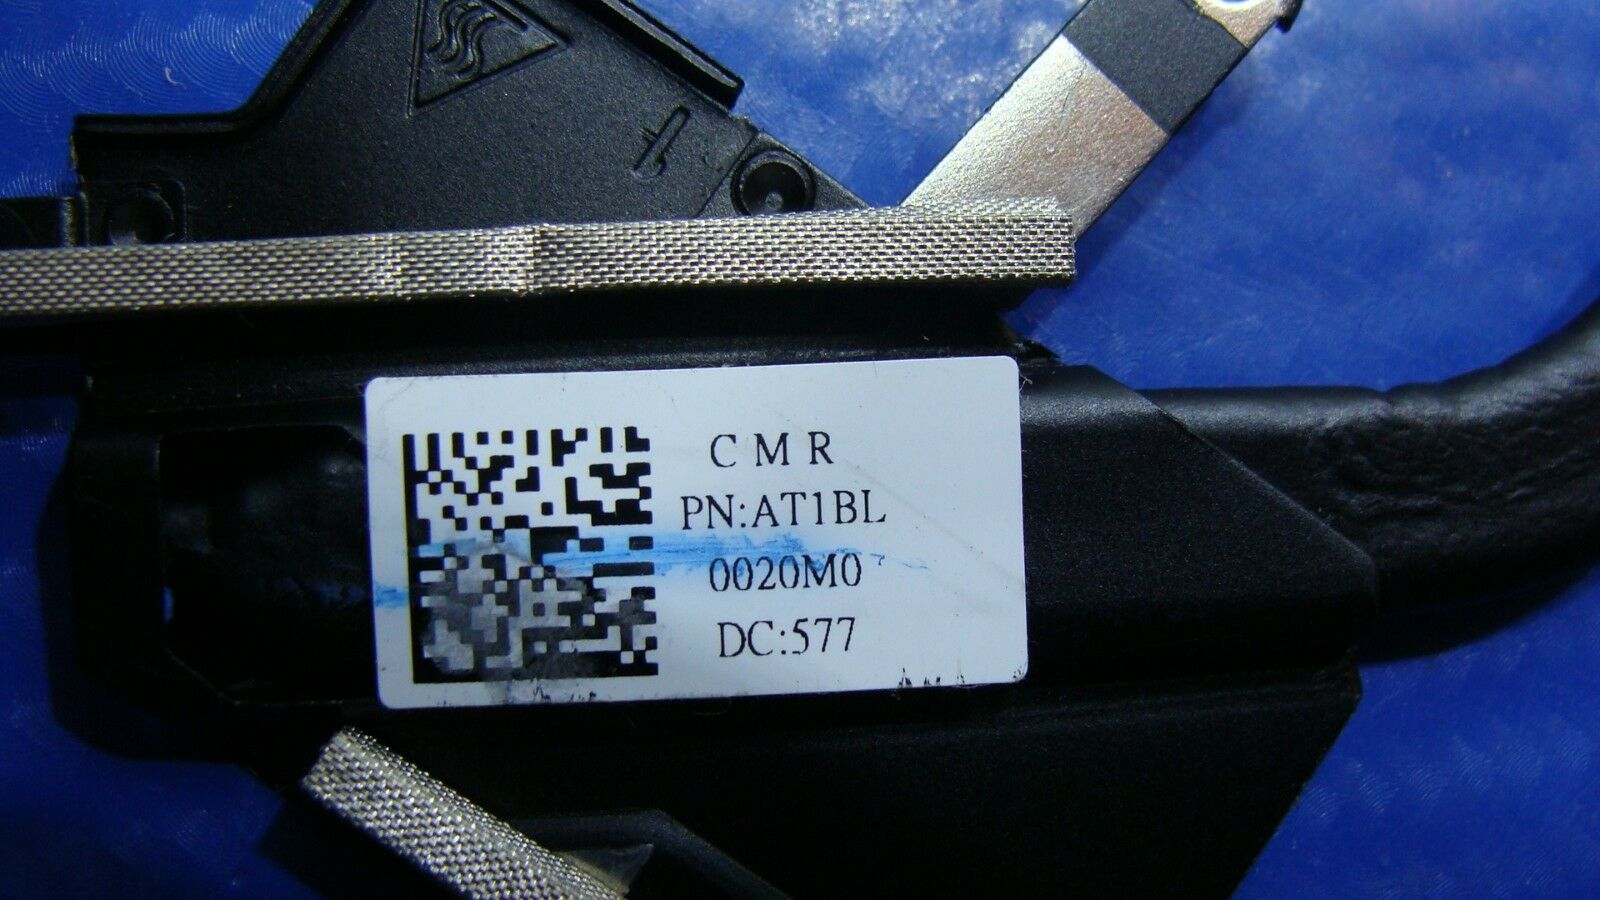 C M R
PN:AT1BL
0020M0
DC:577